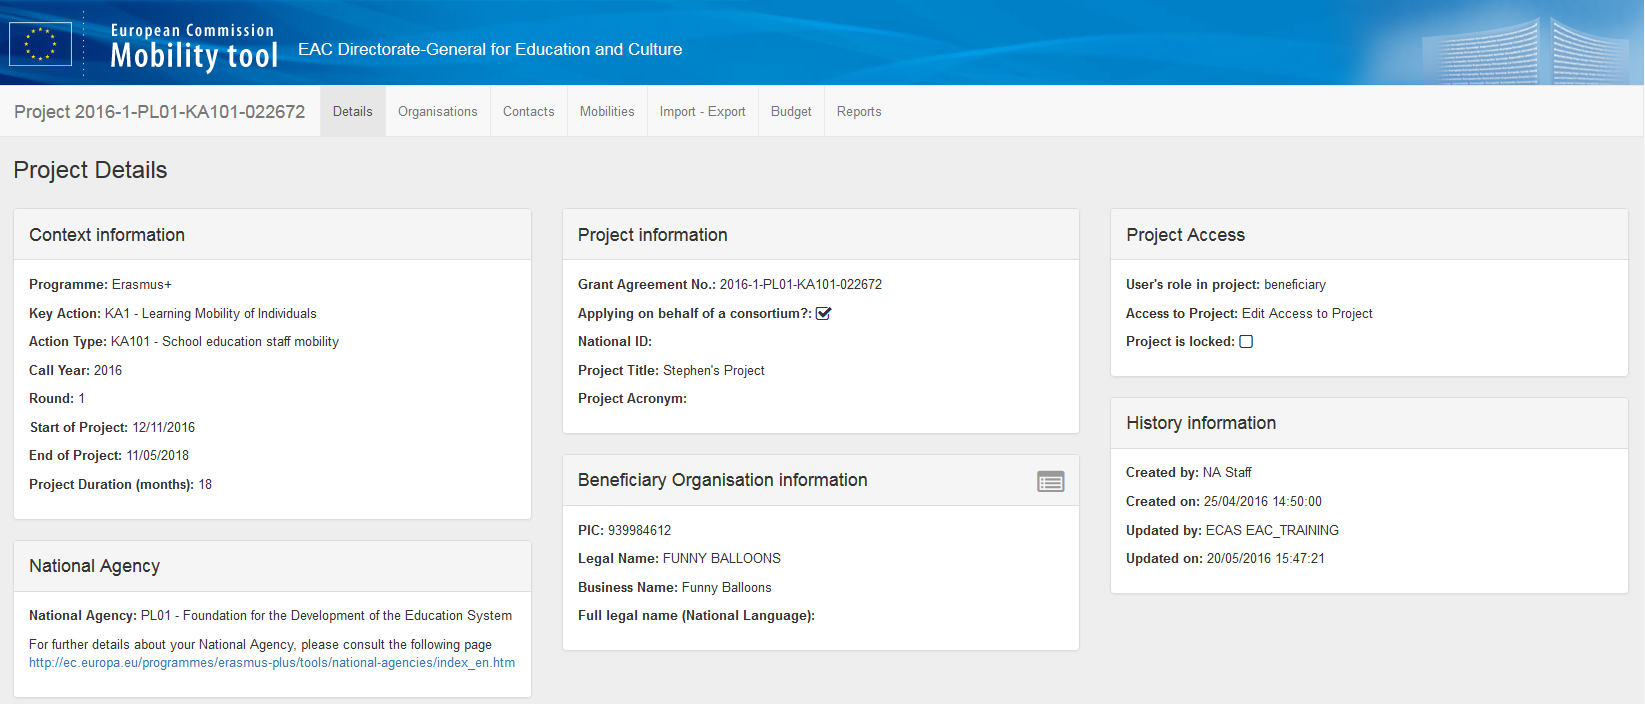 European Commission
Mobility tool
EAC Directorate-General for Education and Culture
Project 2016-1-PL01-KA101-022672
Details
Organisations
Contacts
Mobilities
Import - Export
Budget
Reports
Project Details
Context information
Programme: Erasmus+
Key Action: KA1 - Learning Mobility of Individuals
Action Type: KA101 - School education staff mobility
Call Year: 2016
Round: 1
Start of Project: 12/11/2016
End of Project: 11/05/2018
Project Duration (months): 18
National Agency
National Agency: PL01 - Foundation for the Development of the Education System
For further details about your National Agency, please consult the following page
http://ec.europa.eu/programmes/erasmus-plus/tools/national-agencies/index_en.htm
Project information
Grant Agreement No.: 2016-1-PL01-KA101-022672
Applying on behalf of a consortium?:
National ID:
Project Title: Stephen's Project
Project Acronym:
Beneficiary Organisation information
PIC: 939984612
Legal Name: FUNNY BALLOONS
Business Name: Funny Balloons
Full legal name (National Language):
Project Access
User's role in project: beneficiary
Access to Project: Edit Access to Project
Project is locked:
History information
Created by: NA Staff
Created on: 25/04/2016 14:50:00
Updated by: ECAS EAC_TRAINING
Updated on: 20/05/2016 15:47:21